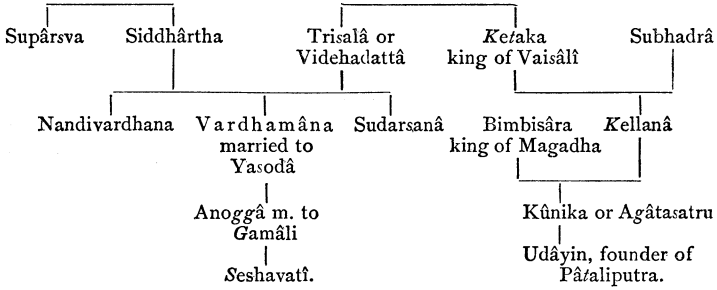 Supârsva Siddhârtha Trisalâ or Ketaka Subhadrâ
Videhadattâ king of Vaisâlî
Nandivardhana Vardhamâna Sudarsanâ Bimbisâra Kellanâ
married to king of Magadha
Yasodâ
Anoggâ m. to Kûnika or Agâtasatru
Gamâli
Udâyin, founder of
Seshavatî. Pâtaliputra.